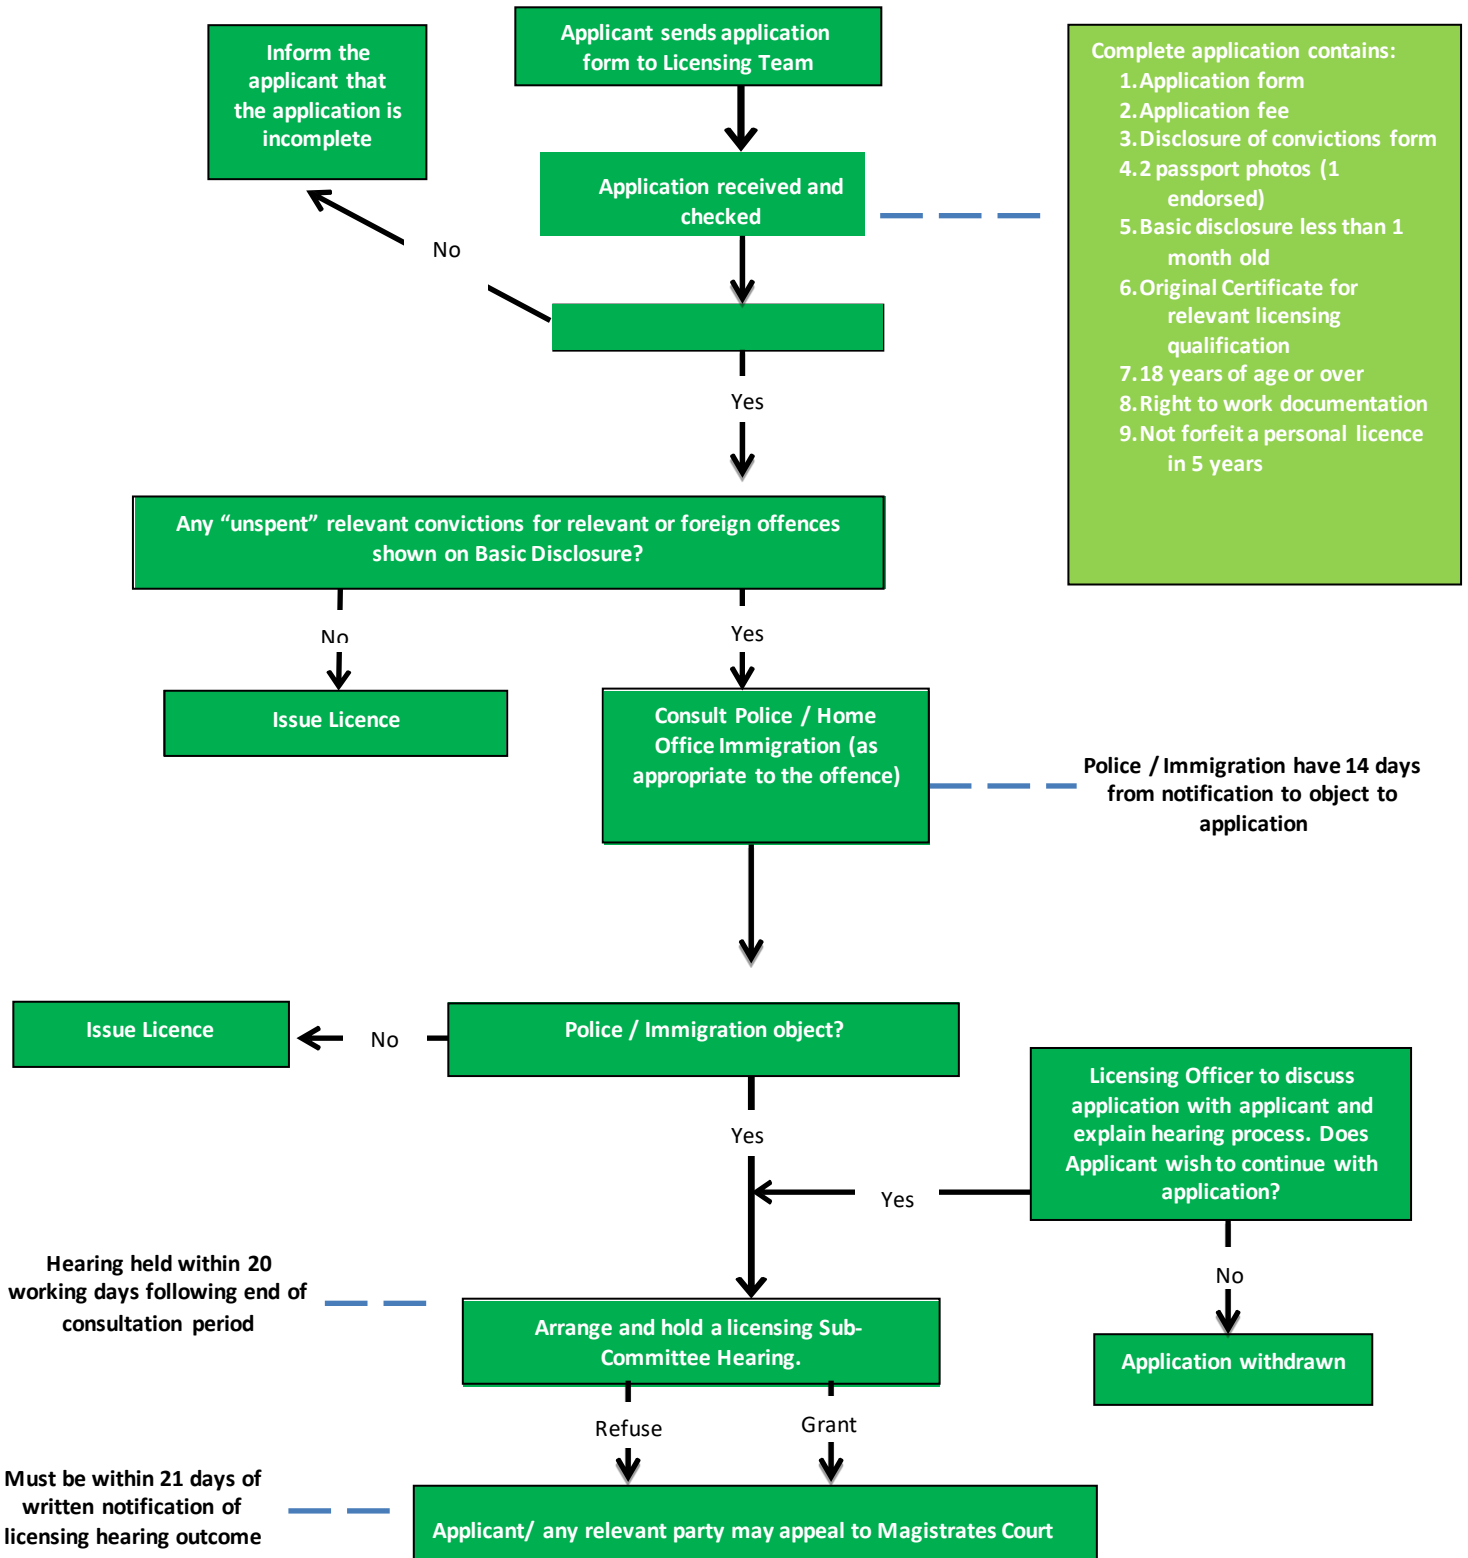 Inform the
applicant that
the application is
incomplete
Applicant sends application
form to Licensing Team
Complete application contains:
1. Application form
2. Application fee
3. Disclosure of convictions form
4. 2 passport photos (1
endorsed)
5. Basic disclosure less than 1
month old
6. Original Certificate for
relevant licensing
qualification
7. 18 years of age or over
8. Right to work documentation
9. Not forfeit a personal licence
in 5 years
Application received and
checked
No
Yes
Any “unspent” relevant convictions for relevant or foreign offences
shown on Basic Disclosure?
No
Yes
Issue Licence
Consult Police / Home
Office Immigration (as
appropriate to the offence)
Police / Immigration have 14 days
from notification to object to
application
Issue Licence
No
Police / Immigration object?
Yes
Licensing Officer to discuss
application with applicant and
explain hearing process. Does
Applicant wish to continue with
application?
Yes
No
Application withdrawn
Hearing held within 20
working days following end of
consultation period
Arrange and hold a licensing Sub-
Committee Hearing.
Refuse
Grant
Must be within 21 days of
written notification of
licensing hearing outcome
Applicant/ any relevant party may appeal to Magistrates Court